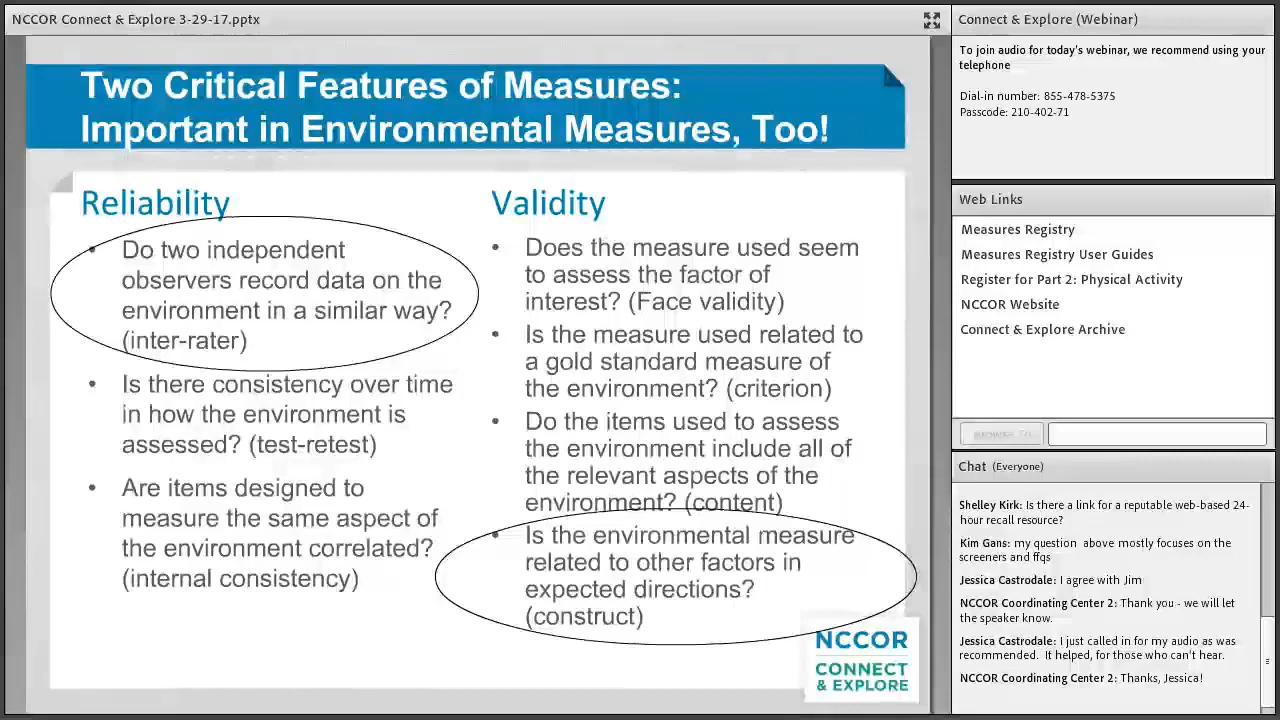 NCCOR Connect & Explore 3-29-17.pptx
Two Critical Features of Measures:
Important in Environmental Measures, Too!
Reliability
• Do two independent
observers record data on the
environment in a similar way?
(inter-rater)
• Is there consistency over time
in how the environment is
assessed? (test-retest)
• Are items designed to
measure the same aspect of
the environment correlated?
(internal consistency)
Validity
• Does the measure used seem
to assess the factor of
interest? (Face validity)
• Is the measure used related to
a gold standard measure of
the environment? (criterion)
• Do the items used to assess
the environment include all of
the relevant aspects of the
environment? (content)
• Is the environmental measure
related to other factors in
expected directions?
(construct)
NCCOR
CONNECT
& EXPLORE
Connect & Explore (Webinar)
To join audio for today's webinar, we recommend using your
telephone
Dial-in number: 855-478-5375
Passcode: 210-402-71
Web Links
Measures Registry
Measures Registry User Guides
Register for Part 2: Physical Activity
NCCOR Website
Connect & Explore Archive
Chat (Everyone)
Shelley Kirk: Is there a link for a reputable web-based 24-
hour recall resource?
Kim Gans: my question above mostly focuses on the
screeners and ffqs
Jessica Castrodale: I agree with Jim
NCCOR Coordinating Center 2: Thank you - we will let
the speaker know.
Jessica Castrodale: I just called in for my audio as was
recommended. It helped, for those who can't hear.
NCCOR Coordinating Center 2: Thanks, Jessica!